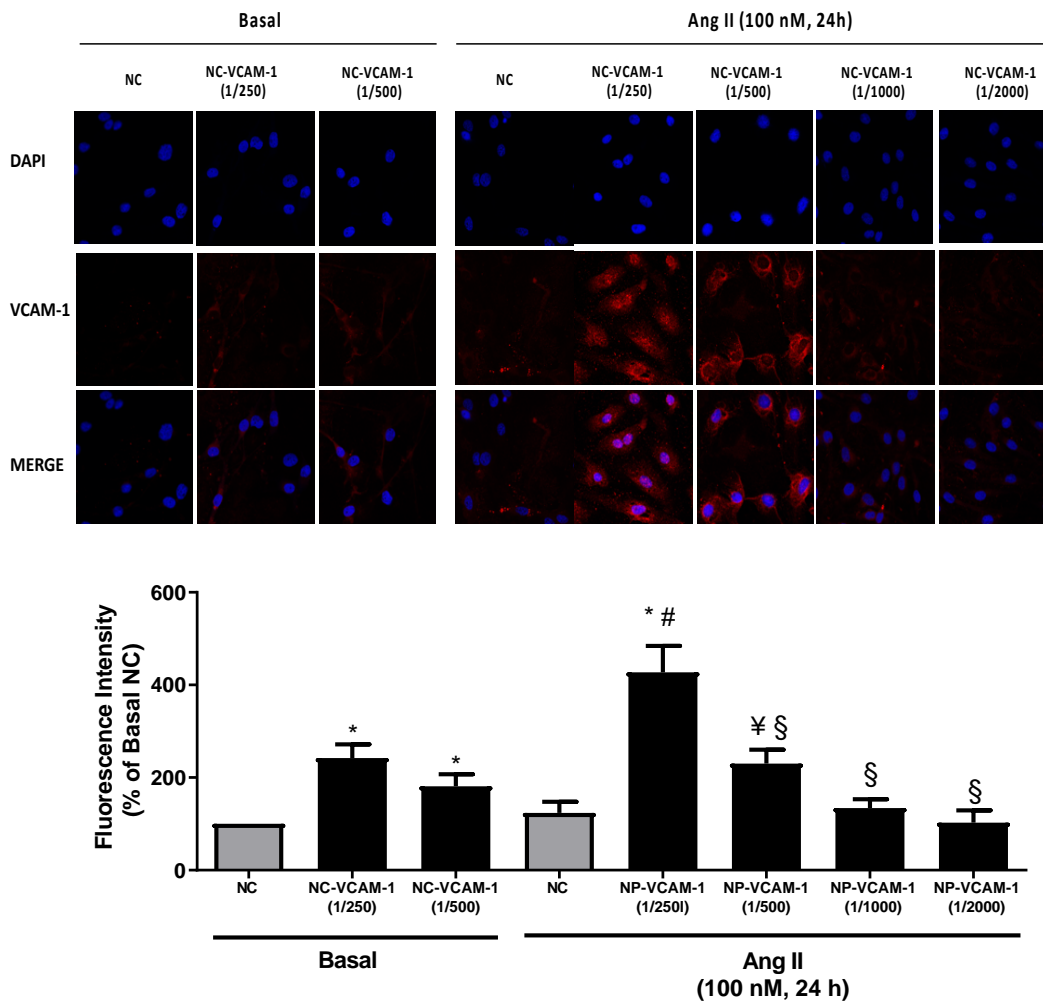 Basal
Ang II (100 nM, 24h)
NC
NC-VCAM-1
(1/250)
NC-VCAM-1
(1/500)
NC
NC-VCAM-1
(1/250)
NC-VCAM-1
(1/500)
NC-VCAM-1
(1/1000)
NC-VCAM-1
(1/2000)
DAPI
VCAM-1
MERGE
Fluorescence Intensity
(% of Basal NC)
600
400
200
0
*
*
* #
¥ §
§
§
NC
NC-VCAM-1
(1/250)
NC-VCAM-1
(1/500)
NC
NP-VCAM-1
(1/250l)
NP-VCAM-1
(1/500)
NP-VCAM-1
(1/1000)
NP-VCAM-1
(1/2000)
Basal
Ang II
(100 nM, 24 h)